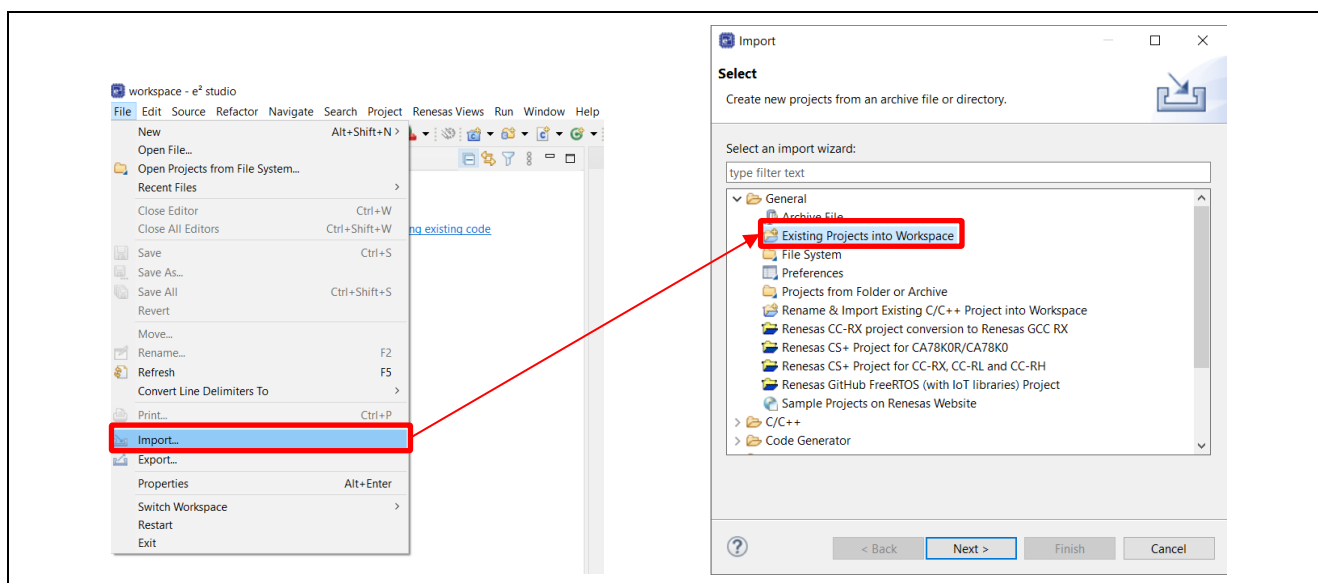 workspace - e² studio
File Edit Source Refactor Navigate Search Project Renesas Views Run Window Help
New Alt+Shift+N >
Open File...
Open Projects from File System...
Recent Files >
Close Editor Ctrl+W
Close All Editors Ctrl+Shift+W
ng existing code
Save Ctrl+S
Save As...
Save All Ctrl+Shift+S
Revert
Move...
Rename... F2
Refresh F5
Convert Line Delimiters To >
Print... Ctrl+P
Import...
Export...
Properties Alt+Enter
Switch Workspace >
Restart
Exit
Import
Select
Create new projects from an archive file or directory.
Select an import wizard:
type filter text
General
Archive File
Existing Projects into Workspace
File System
Preferences
Projects from Folder or Archive
Rename & Import Existing C/C++ Project into Workspace
Renesas CC-RX project conversion to Renesas GCC RX
Renesas CS+ Project for CA78K0R/CA78K0
Renesas CS+ Project for CC-RX, CC-RL and CC-RH
Renesas GitHub FreeRTOS (with IoT libraries) Project
Sample Projects on Renesas Website
> C/C++
> Code Generator
? < Back Next > Finish Cancel